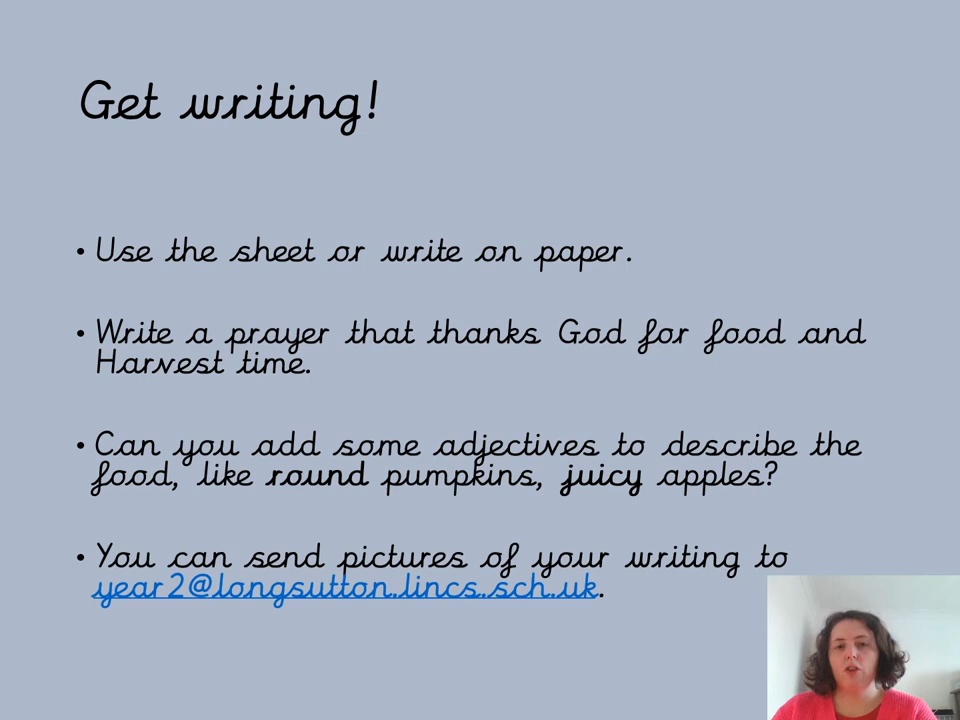 Get writing!
• Use the sheet or write on paper.
• Write a prayer that thanks God for food and
Harvest time.
• Can you add some adjectives to describe the
food, like round pumpkins, juicy apples?
• You can send pictures of your writing to
year2@longsutton.lincs.sch.uk.